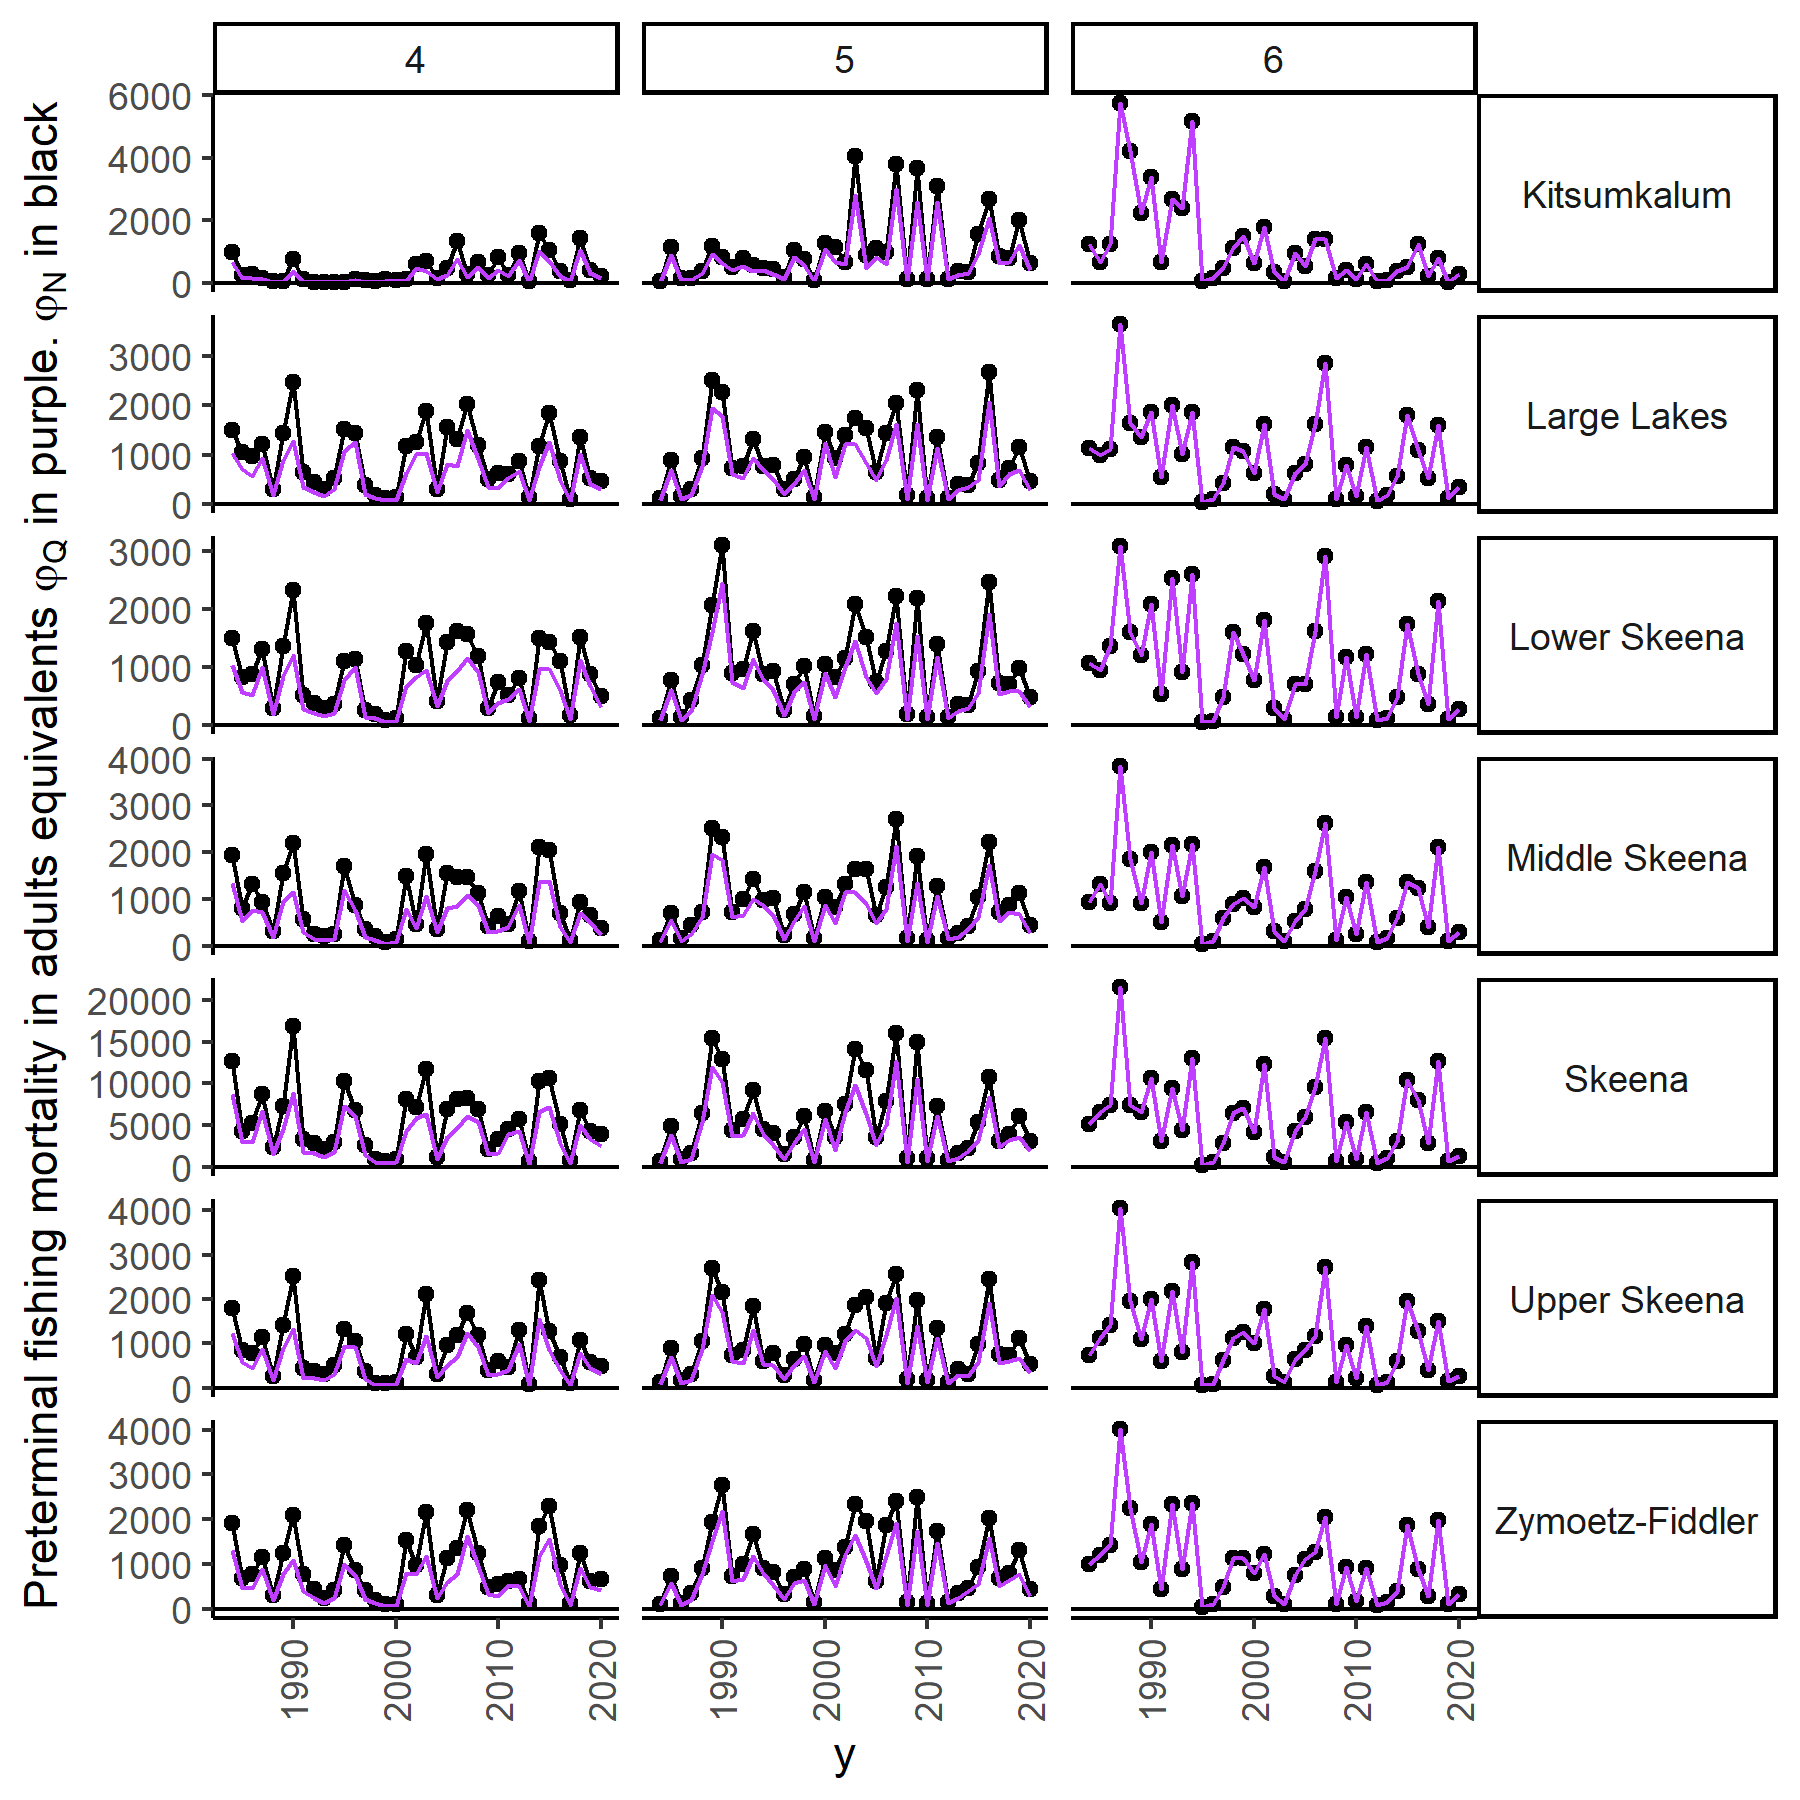 4 5 6
Preterminal fishing mortality in adults equivalents φQ in purple. φN in black
6000
4000
2000
0
Kitsumkalum
3000
2000
1000
0
Large Lakes
3000
2000
1000
0
Lower Skeena
4000
3000
2000
1000
0
Middle Skeena
20000
15000
10000
5000
0
Skeena
4000
3000
2000
1000
0
Upper Skeena
4000
3000
2000
1000
0
Zymoetz-Fiddler
1990 2000 2010 2020 1990 2000 2010 2020 1990 2000 2010 2020
y